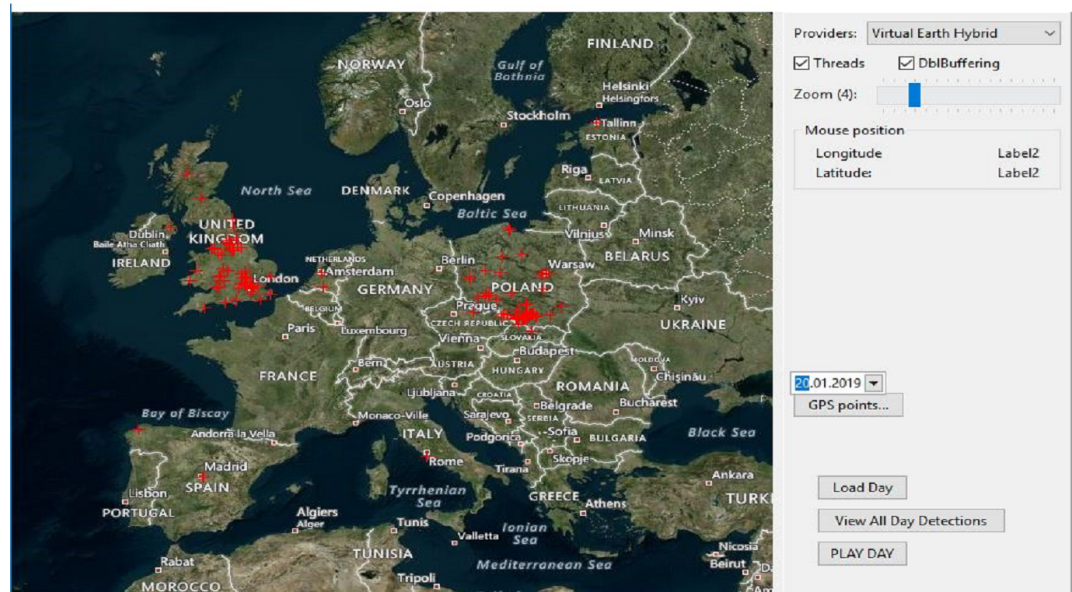 FINLAND
NORWAY
Gulf of
Bothnia
Helsinki
Helsingfors
Oslo
Stockholm
Tallinn
ESTONIA
Riga
LATVIA
North Sea
DENMARK
Copenhagen
Baltic Sea
LITHUANIA
Vilnius
Minsk
UNITED
KINGDOM
Dublin
Baile Átha Cliath
IRELAND
NETHERLANDS
Amsterdam
Berlin
Warsaw
BELARUS
London
GERMANY
POLAND
BELGIUM
Prague
Kyiv
CZECH REPUBLIC
UKRAINE
Paris
Luxembourg
Vienna
SLOVAKIA
Budapest
Bern
AUSTRIA
HUNGARY
MOLDOVA
Chișinău
FRANCE
Ljubljana
CROATIA
ROMANIA
Belgrade
Bucharest
Bay of Biscay
Monaco-Ville
Sarajevo
SERBIA
Andorra la Vella
ITALY
Podgorica
Sofia
BULGARIA
Black Sea
Rome
Skopje
Tirana
Madrid
SPAIN
Ankara
Lisbon
PORTUGAL
Tyrrhenian
Sea
GREECE
Athens
TURK
Algiers
Alger
Tunis
Ionian
Sea
Valletta
TUNISIA
Nicosia
Mediterranean Sea
Beirut
Rabat
MOROCCO
Tripoli
Providers: Virtual Earth Hybrid
Threads DblBuffering
Zoom (4):
Mouse position
Longitude Label2
Latitude: Label2
20.01.2019
GPS points...
Load Day
View All Day Detections
PLAY DAY